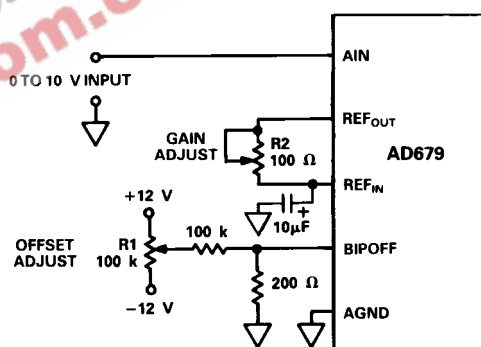 om.c
AIN
0 TO 10 V INPUT
REFOUT
GAIN
ADJUST
R2
100 Ω
AD679
REFIN
+12 V
+
10μF
OFFSET
ADJUST
R1
100 k
100 k
BIPOFF
200 Ω
−12 V
AGND